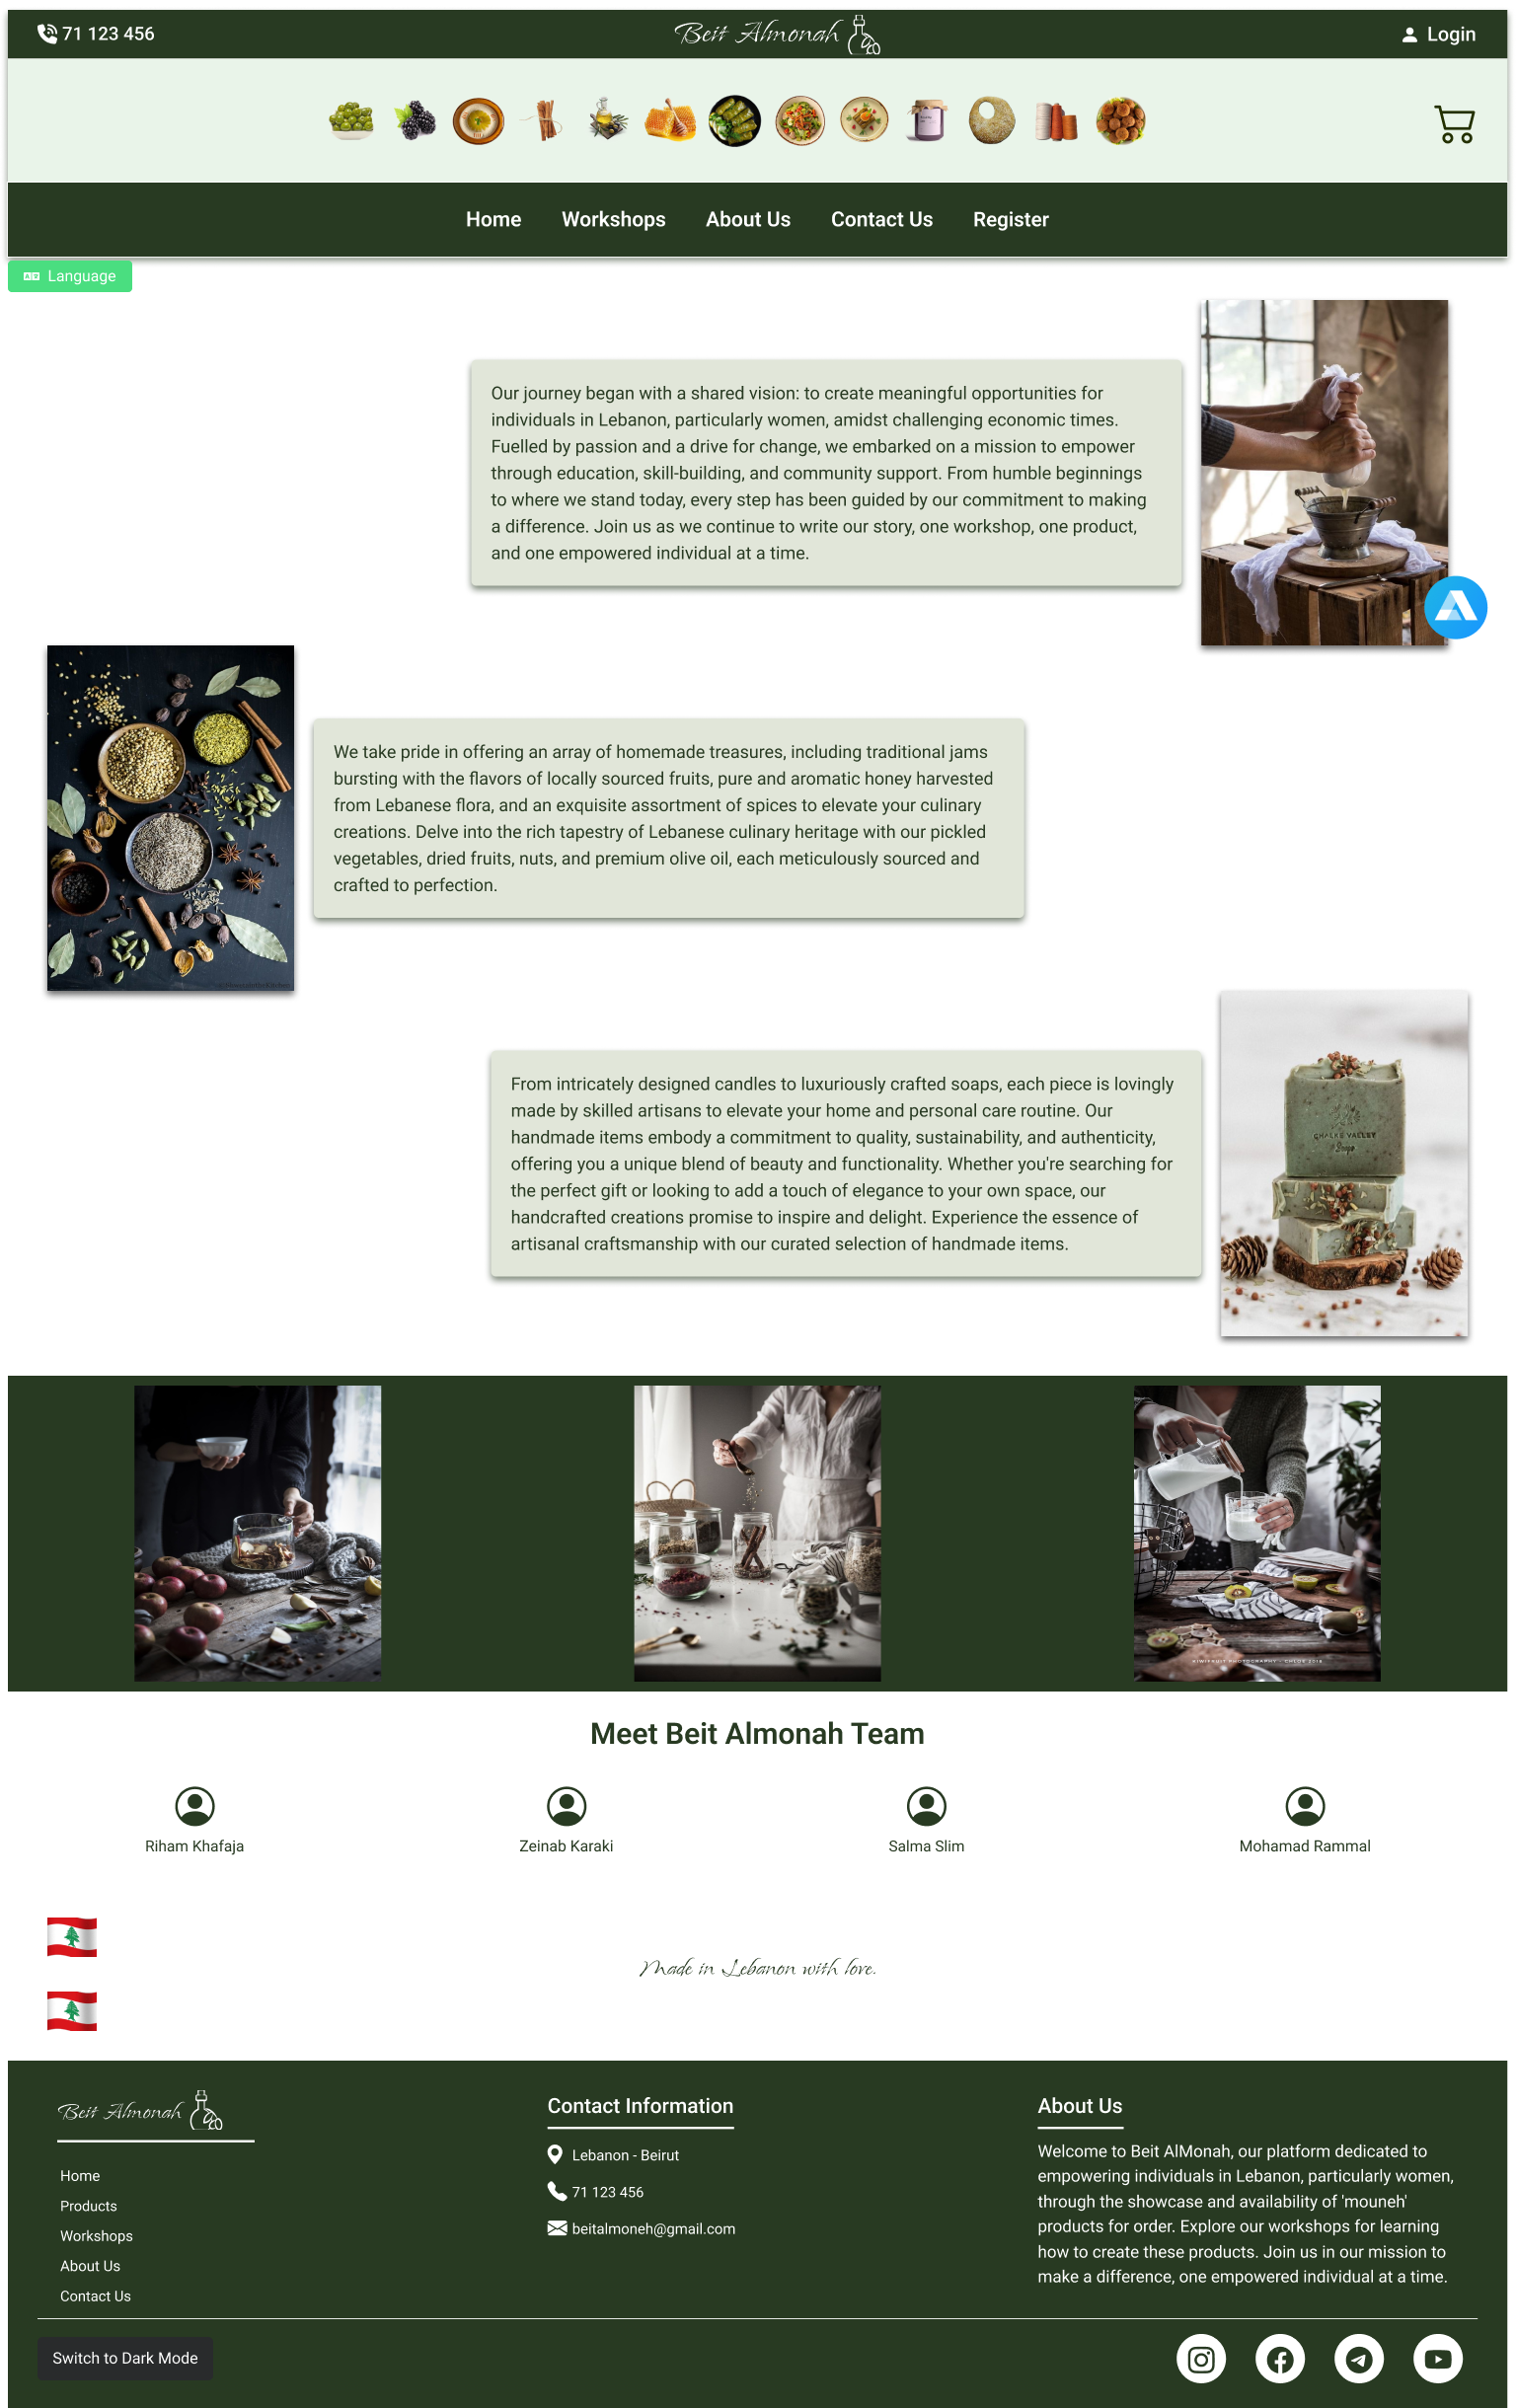 71 123 456
Beit Almonah
Login
Home Workshops About Us Contact Us Register
Language
Our journey began with a shared vision: to create meaningful opportunities for
individuals in Lebanon, particularly women, amidst challenging economic times.
Fuelled by passion and a drive for change, we embarked on a mission to empower
through education, skill-building, and community support. From humble beginnings
to where we stand today, every step has been guided by our commitment to making
a difference. Join us as we continue to write our story, one workshop, one product,
and one empowered individual at a time.
We take pride in offering an array of homemade treasures, including traditional jams
bursting with the flavors of locally sourced fruits, pure and aromatic honey harvested
from Lebanese flora, and an exquisite assortment of spices to elevate your culinary
creations. Delve into the rich tapestry of Lebanese culinary heritage with our pickled
vegetables, dried fruits, nuts, and premium olive oil, each meticulously sourced and
crafted to perfection.
From intricately designed candles to luxuriously crafted soaps, each piece is lovingly
made by skilled artisans to elevate your home and personal care routine. Our
handmade items embody a commitment to quality, sustainability, and authenticity,
offering you a unique blend of beauty and functionality. Whether you're searching for
the perfect gift or looking to add a touch of elegance to your own space, our
handcrafted creations promise to inspire and delight. Experience the essence of
artisanal craftsmanship with our curated selection of handmade items.
CHALKE VALLEY
Soaps
KIWIFRUIT PHOTOGRAPHY - CHLOE 2019
Meet Beit Almonah Team
Riham Khafaja
Zeinab Karaki
Salma Slim
Mohamad Rammal
Made in Lebanon with love.
Beit Almonah
Home
Products
Workshops
About Us
Contact Us
Contact Information
Lebanon - Beirut
71 123 456
beitalmoneh@gmail.com
About Us
Welcome to Beit AlMonah, our platform dedicated to
empowering individuals in Lebanon, particularly women,
through the showcase and availability of 'mouneh'
products for order. Explore our workshops for learning
how to create these products. Join us in our mission to
make a difference, one empowered individual at a time.
Switch to Dark Mode